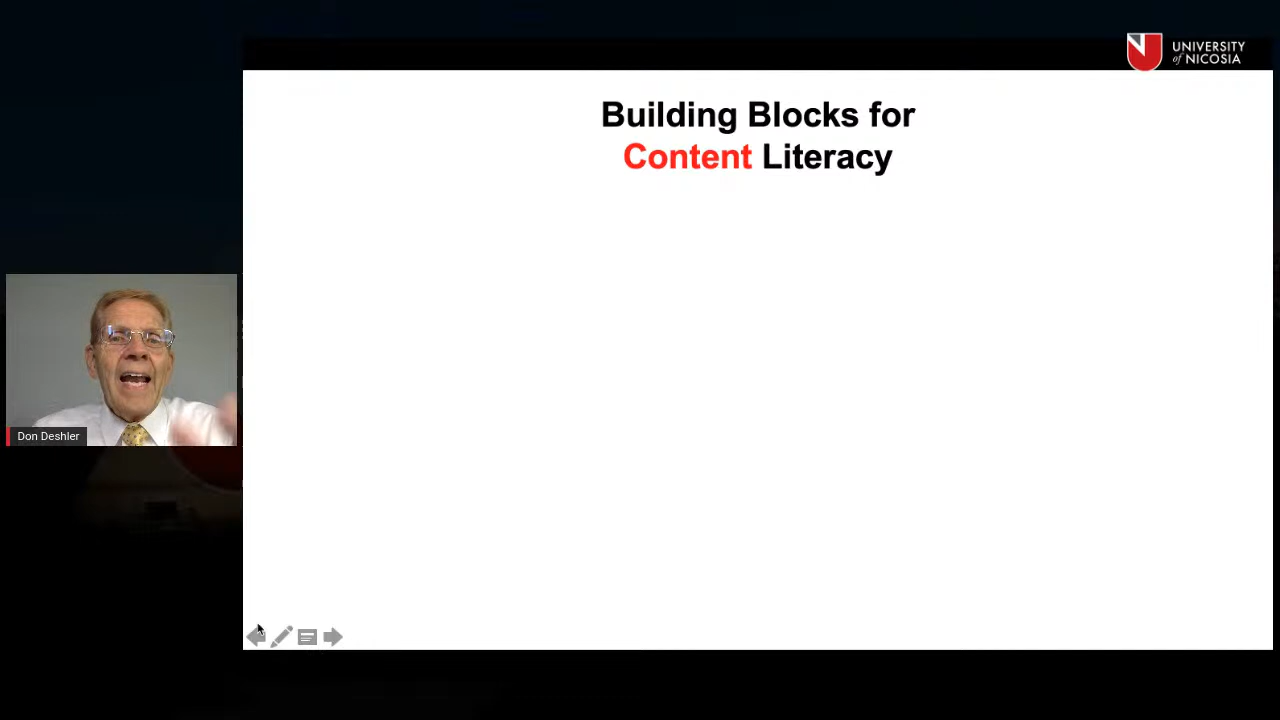 UNIVERSITY
of NICOSIA
Building Blocks for
Content Literacy
Don Deshler